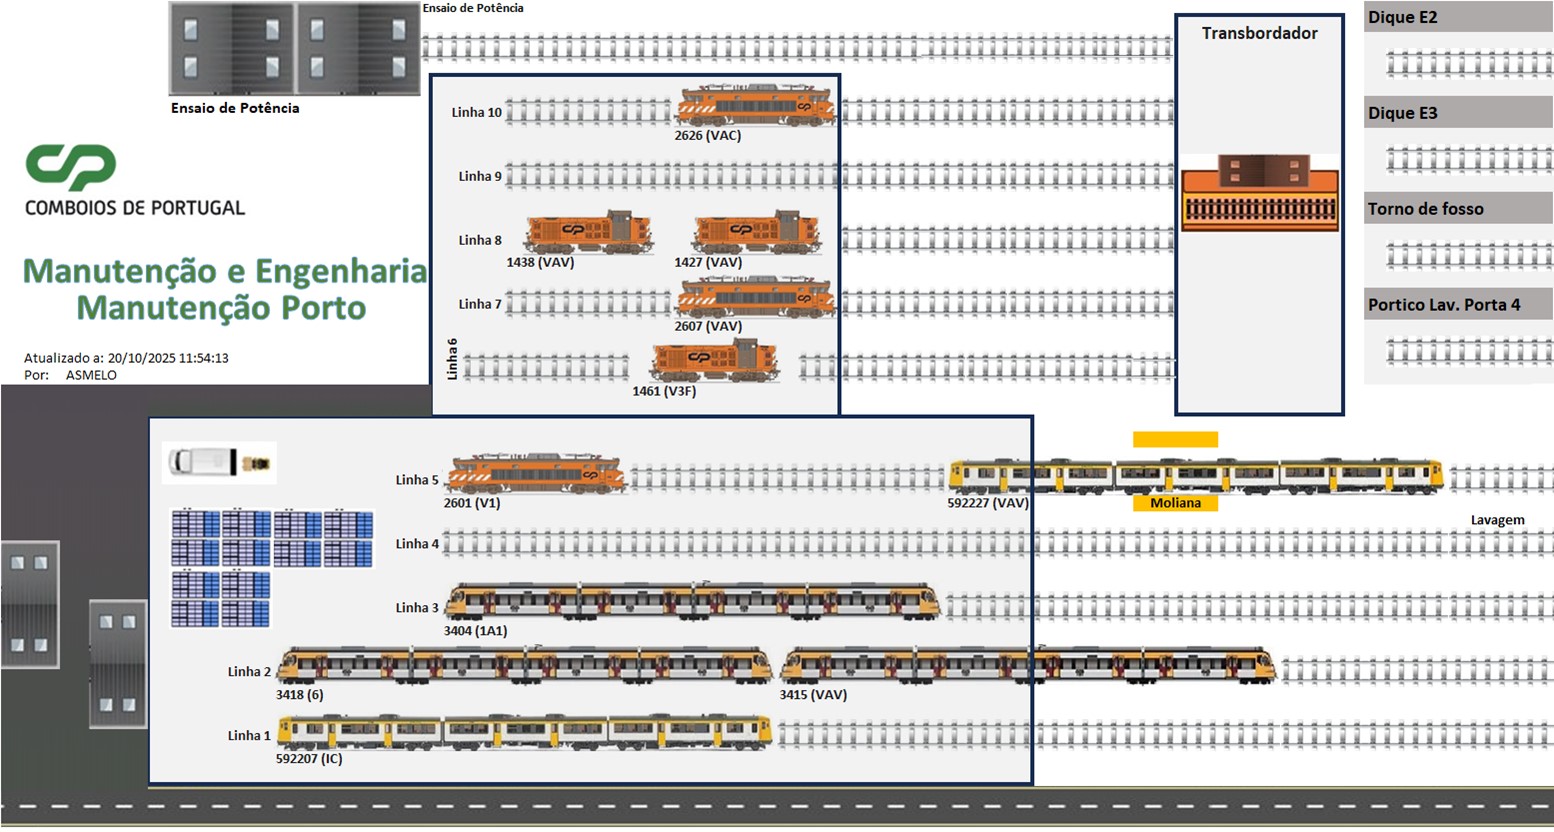 Ensaio de Potência
Ensaio de Potência
CP
COMBOIOS DE PORTUGAL
Manutenção e Engenharia
Manutenção Porto
Atualizado a: 20/10/2025 11:54:13
Por: ASMELO
Linha 10
2626 (VAC)
Linha 9
Linha 8
1438 (VAV)
1427 (VAV)
Linha 7
2607 (VAV)
Linha 6
1461 (V3F)
Transbordador
Dique E2
Dique E3
Torno de fosso
Portico Lav. Porta 4
Linha 5
2601 (V1)
592227 (VAV)
Moliana
Lavagem
Linha 4
Linha 3
3404 (1A1)
Linha 2
3418 (6)
3415 (VAV)
Linha 1
592207 (IC)